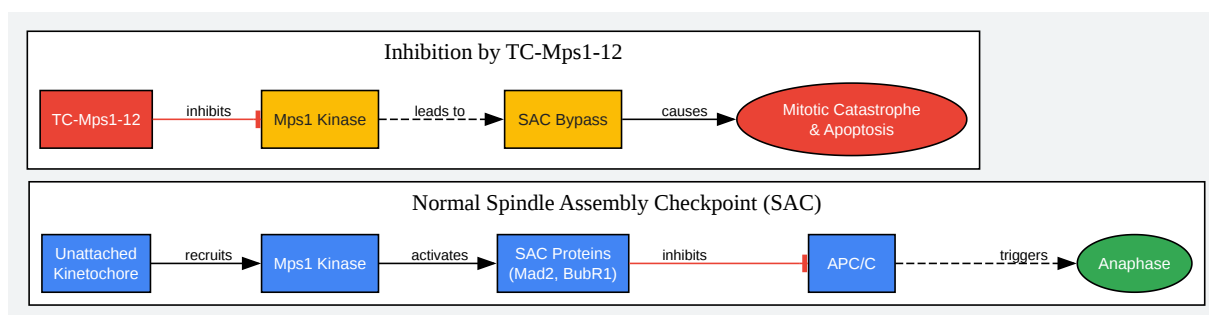 Inhibition by TC-Mps1-12
TC-Mps1-12
inhibits
Mps1 Kinase
leads to
SAC Bypass
causes
Mitotic Catastrophe
& Apoptosis
Normal Spindle Assembly Checkpoint (SAC)
Unattached
Kinetochore
recruits
Mps1 Kinase
activates
SAC Proteins
(Mad2, BubR1)
inhibits
APC/C
triggers
Anaphase